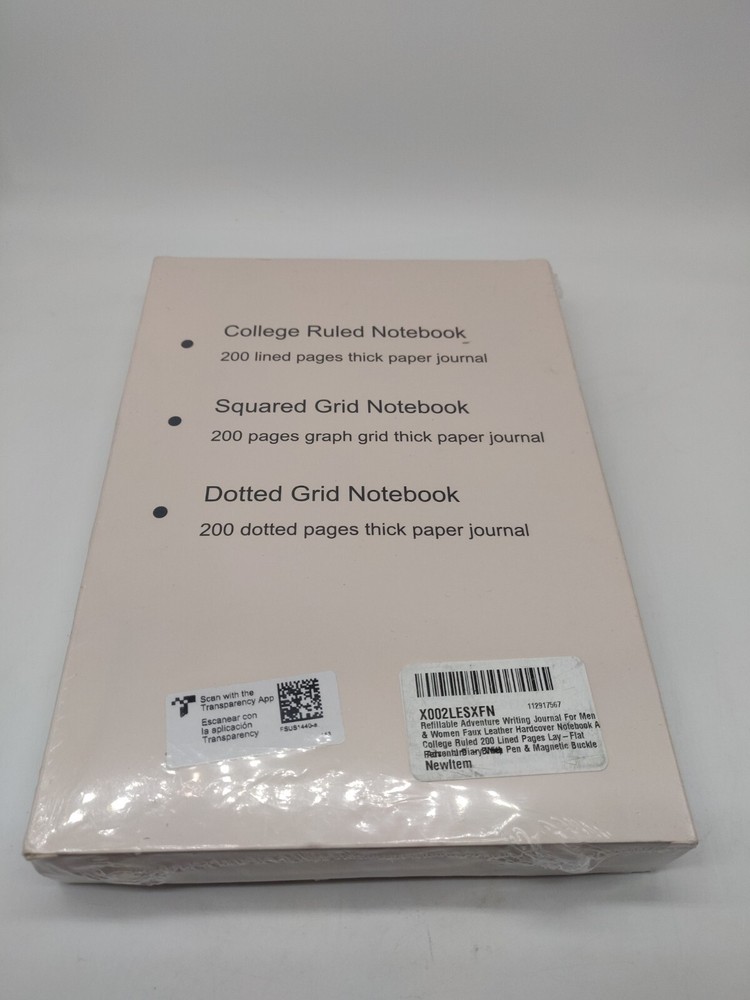 College Ruled Notebook
200 lined pages thick paper journal
Squared Grid Notebook
200 pages graph grid thick paper journal
Dotted Grid Notebook
200 dotted pages thick paper journal
Scan with the
Transparency App
Escanear con
la aplicación
Transparency
X002LESXFN
112917567
Refillable Adventure Writing Journal For Men
& Women Faux Leather Hardcover Notebook A
College Ruled 200 Lined Pages Lay-Flat
Pen & Magnetic Buckle
NewItem